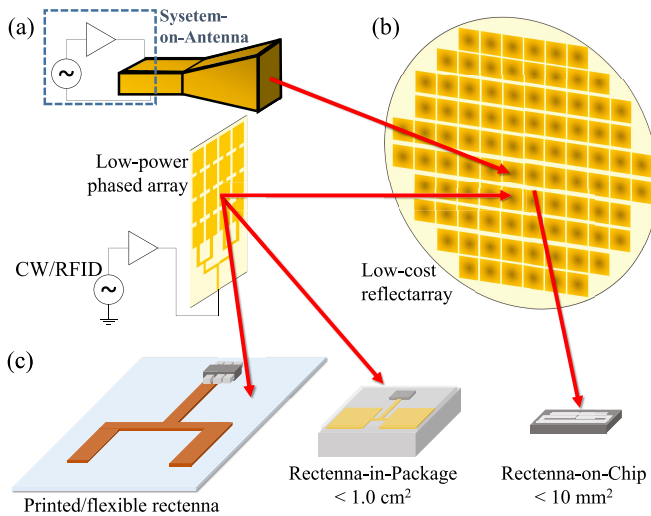 (a)
Sysetem-
on-Antenna
~
(b)
Low-power
phased array
CW/RFID
~
Low-cost
reflectarray
(c)
Printed/flexible rectenna
Rectenna-in-Package
< 1.0 cm²
Rectenna-on-Chip
< 10 mm²